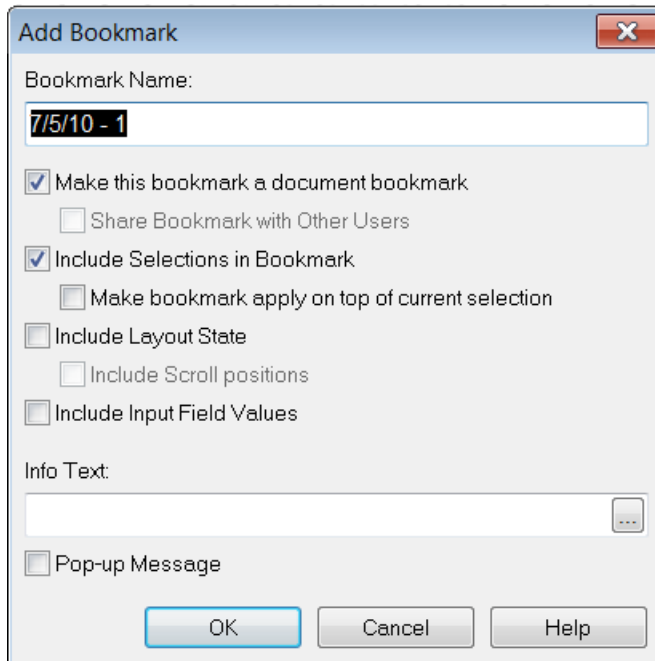 Add Bookmark
Bookmark Name:
7/5/10 - 1
Make this bookmark a document bookmark
Share Bookmark with Other Users
Include Selections in Bookmark
Make bookmark apply on top of current selection
Include Layout State
Include Scroll positions
Include Input Field Values
Info Text:
...
Pop-up Message
OK Cancel Help